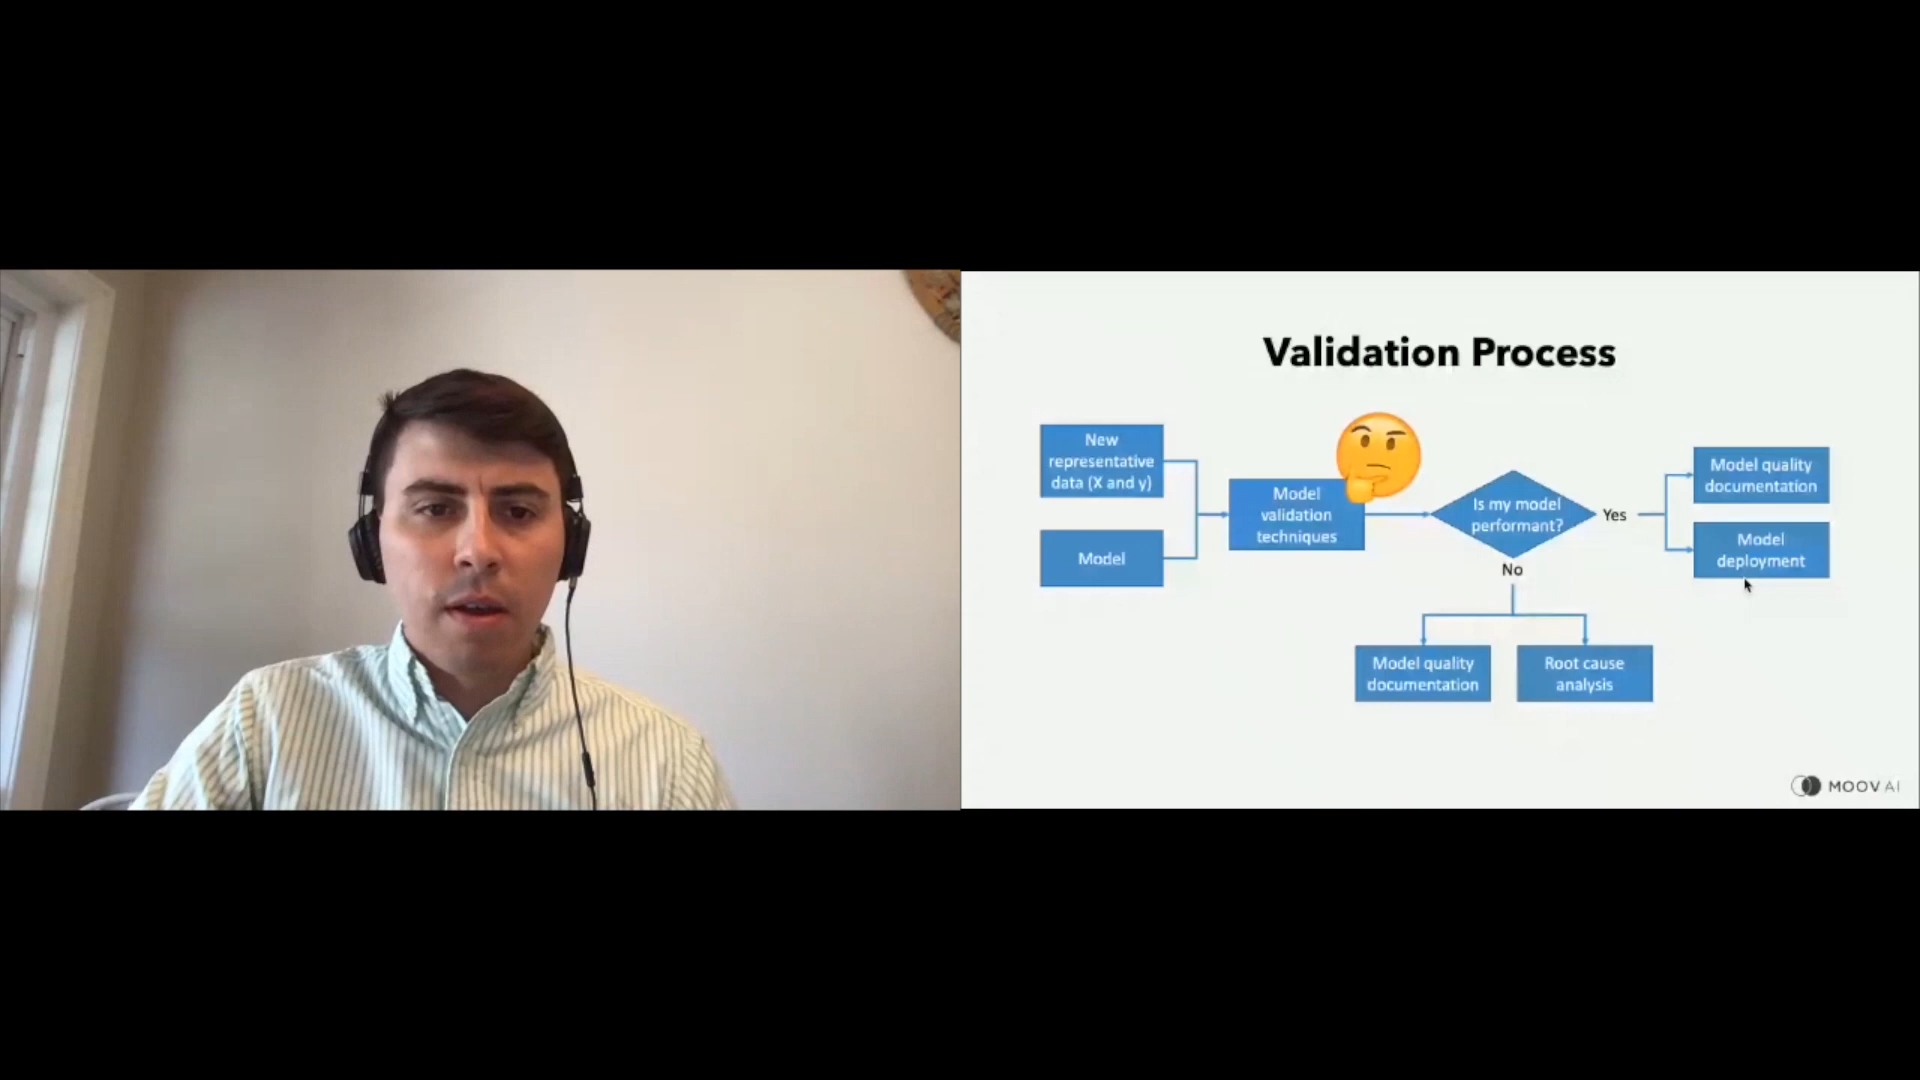 Validation Process
New
representative
data (X and y)
Model
Model
validation
techniques
Is my model
performant?
Yes
No
Model quality
documentation
Model
deployment
Model quality
documentation
Root cause
analysis
MOOV AI